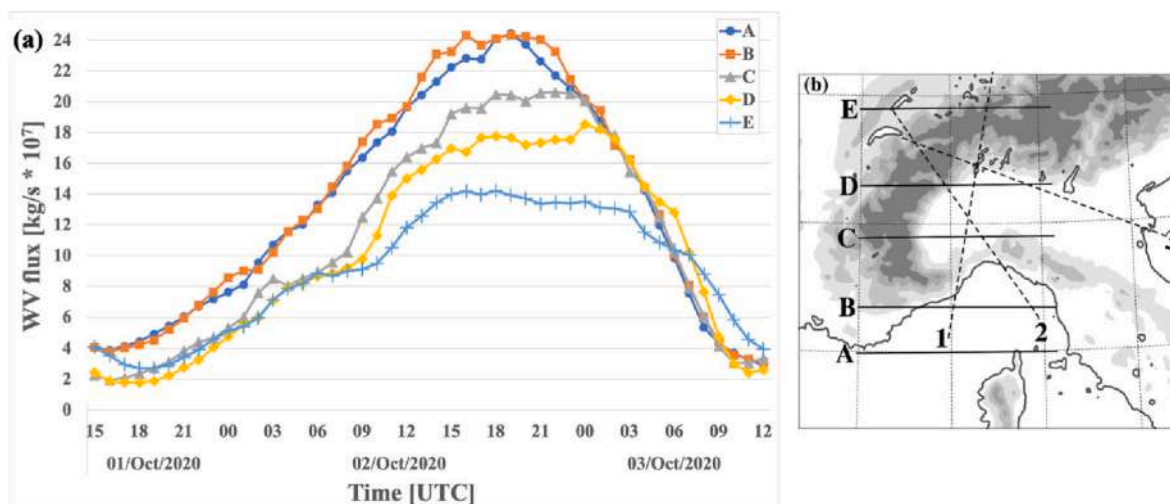 (a)
WV flux [kg/s * 10⁷]
24
22
20
18
16
14
12
10
8
6
4
2
0
A
B
C
D
E
15 18 21 00 03 06 09 12 15 18 21 00 03 06 09 12
01/Oct/2020 02/Oct/2020 03/Oct/2020
Time [UTC]
(b)
E
D
C
B
1 2
A